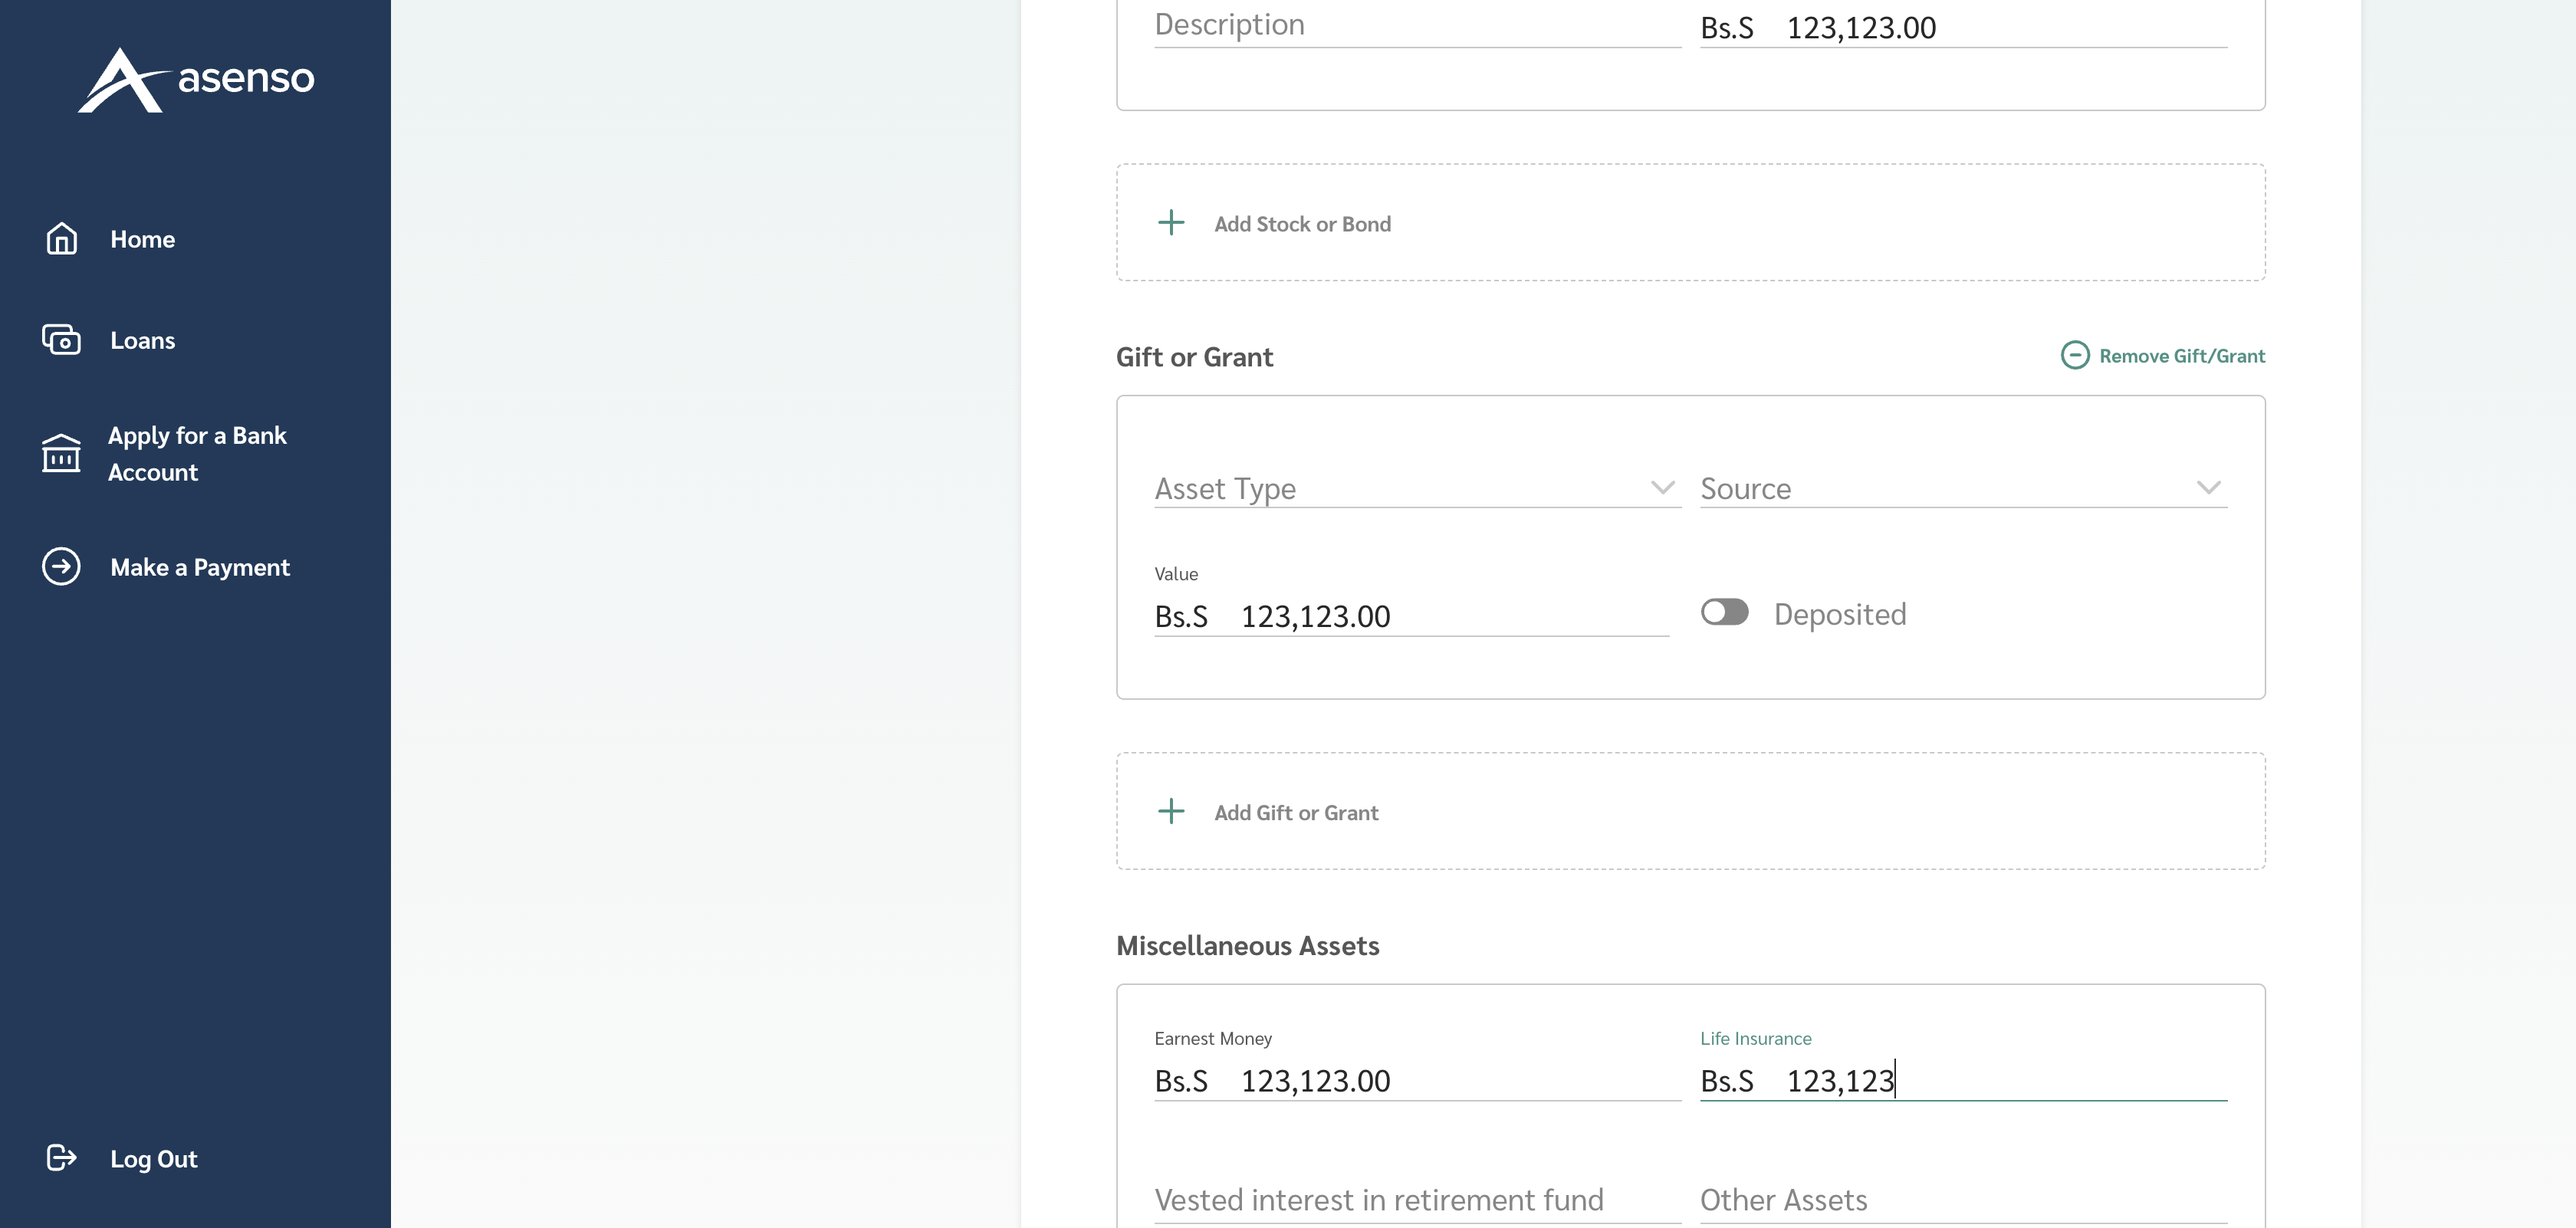 asenso
Home
Loans
Apply for a Bank
Account
Make a Payment
Log Out
Description
Bs.S 123,123.00
Add Stock or Bond
Gift or Grant
Remove Gift/Grant
Asset Type
Source
Value
Bs.S 123,123.00
Deposited
Add Gift or Grant
Miscellaneous Assets
Earnest Money
Life Insurance
Bs.S 123,123.00
Bs.S 123,123
Vested interest in retirement fund
Other Assets